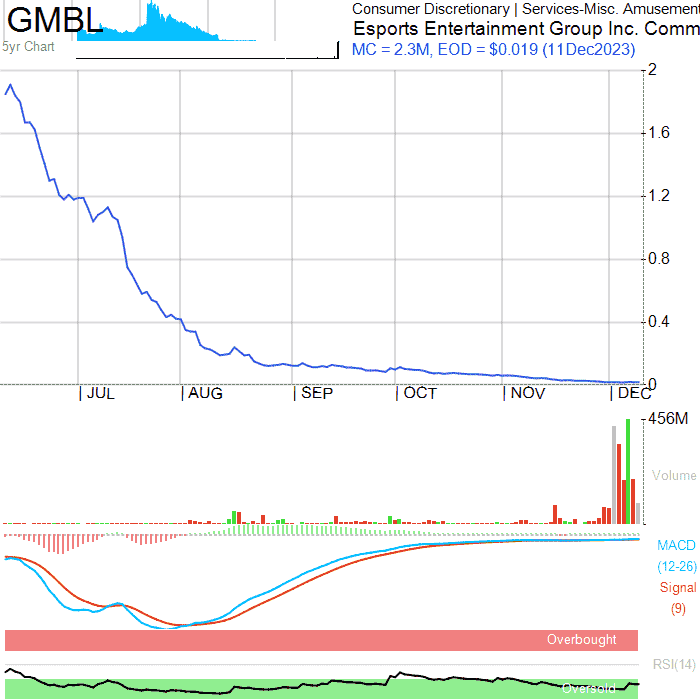 GMBL
5yr Chart
Consumer Discretionary | Services-Misc. Amusement
Esports Entertainment Group Inc. Comm
MC = 2.3M, EOD = $0.019 (11Dec2023)
2
1.6
1.2
0.8
0.4
0
JUL AUG SEP OCT NOV DEC
456M
Volume
MACD
(12-26)
Signal
(9)
Overbought
RSI(14)
Oversold